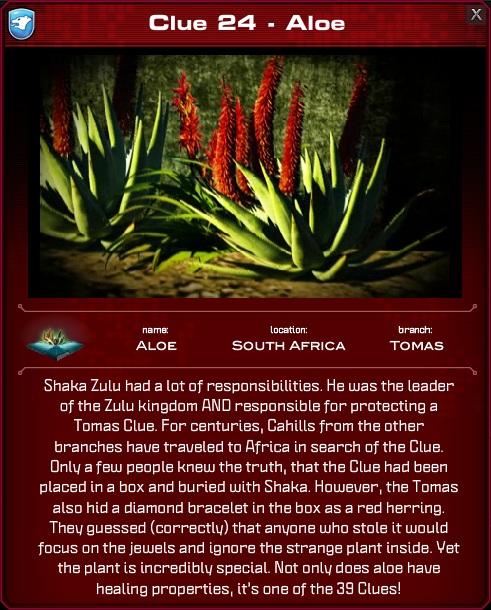 Clue 24 - Aloe
X
name:
ALOE
location:
SOUTH AFRICA
branch:
TOMAS
Shaka Zulu had a lot of responsibilities. He was the leader
of the Zulu kingdom AND responsible for protecting a
Tomas Clue. For centuries, Cahills from the other
branches have traveled to Africa in search of the Clue.
Only a few people knew the truth, that the Clue had been
placed in a box and buried with Shaka. However, the Tomas
also hid a diamond bracelet in the box as a red herring.
They guessed (correctly) that anyone who stole it would
focus on the jewels and ignore the strange plant inside. Yet
the plant is incredibly special. Not only does aloe have
healing properties, it's one of the 39 Clues!